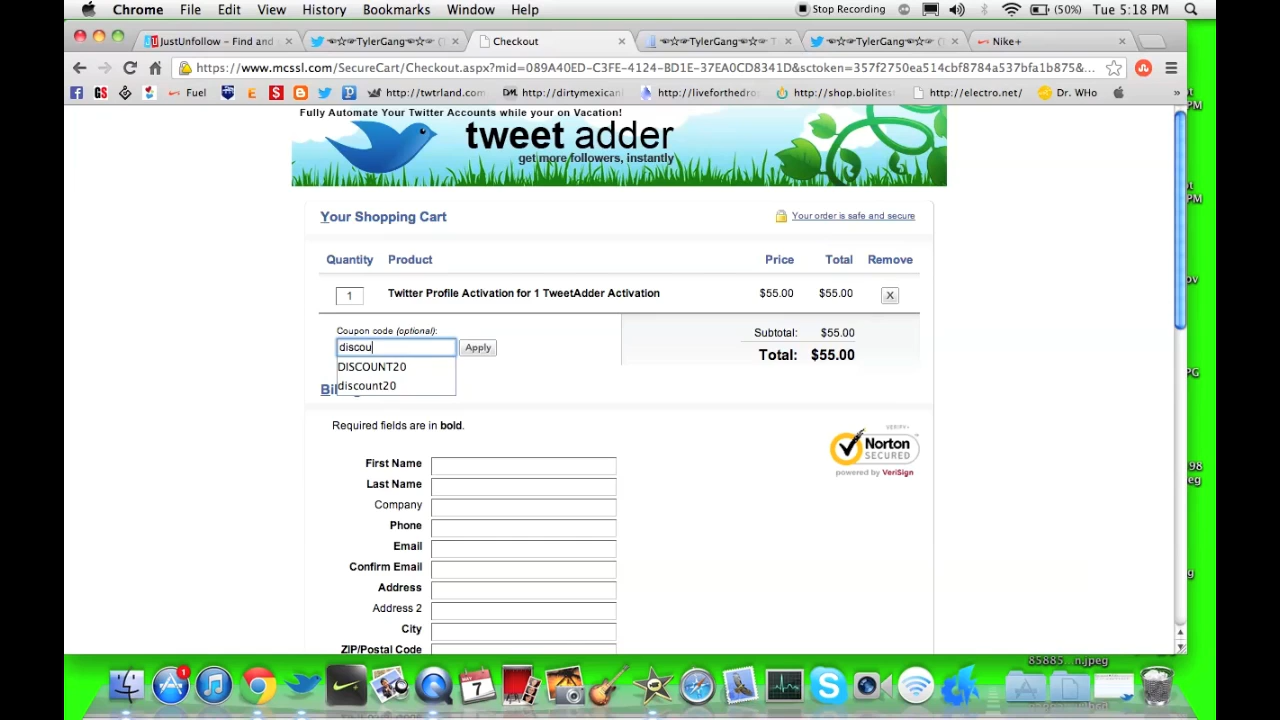 Chrome File Edit View History Bookmarks Window Help Stop Recording (50%) Tue 5:18 PM
JustUnfollow – Find and TylerGang Checkout TylerGang TylerGang Nike+
https://www.mcssl.com/SecureCart/Checkout.aspx?mid=089A40ED-C3FE-4124-BD1E-37EA0CD8341D&sctoken=357f2750ea514cbf8784a537bfa1b875&...
Fuel http://twtrland.com http://dirtymexican http://liveforthedro http://shop.biolites http://electro.net/ Dr. WHo »
Fully Automate Your Twitter Accounts while your on Vacation!
tweet adder
get more followers, instantly
Your Shopping Cart Your order is safe and secure
Quantity Product Price Total Remove
1 Twitter Profile Activation for 1 TweetAdder Activation $55.00 $55.00 X
Coupon code (optional): Subtotal: $55.00
discou Apply Total: $55.00
DISCOUNT20
discount20
Required fields are in bold.
VERIFY
Norton
SECURED
powered by VeriSign
First Name
Last Name
Company
Phone
Email
Confirm Email
Address
Address 2
City
ZIP/Postal Code